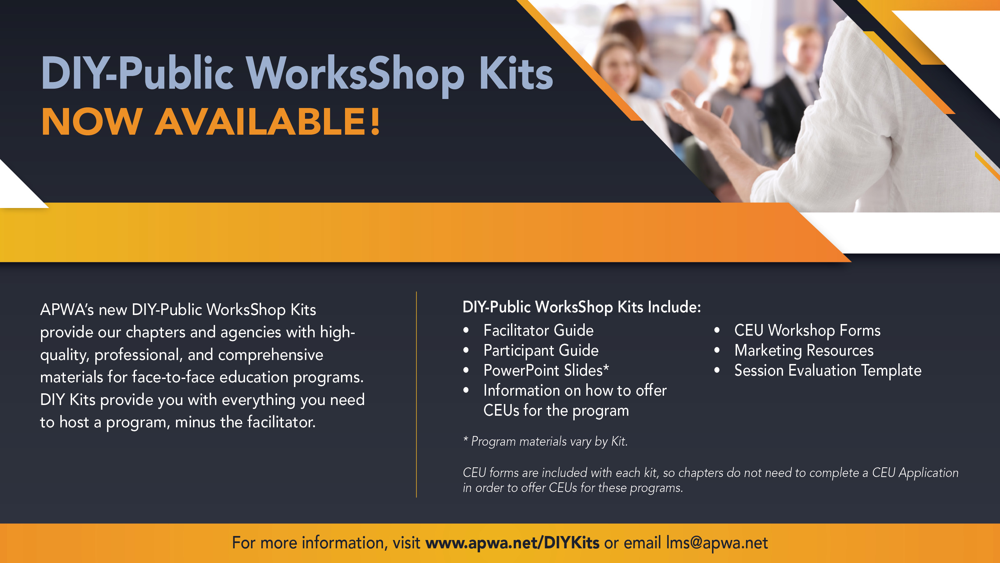 DIY-Public WorksShop Kits
NOW AVAILABLE!
APWA’s new DIY-Public WorksShop Kits
provide our chapters and agencies with high-
quality, professional, and comprehensive
materials for face-to-face education programs.
DIY Kits provide you with everything you need
to host a program, minus the facilitator.
DIY-Public WorksShop Kits Include:
• Facilitator Guide
• Participant Guide
• PowerPoint Slides*
• Information on how to offer
CEUs for the program
• CEU Workshop Forms
• Marketing Resources
• Session Evaluation Template
* Program materials vary by Kit.
CEU forms are included with each kit, so chapters do not need to complete a CEU Application
in order to offer CEUs for these programs.
For more information, visit www.apwa.net/DIYKits or email lms@apwa.net